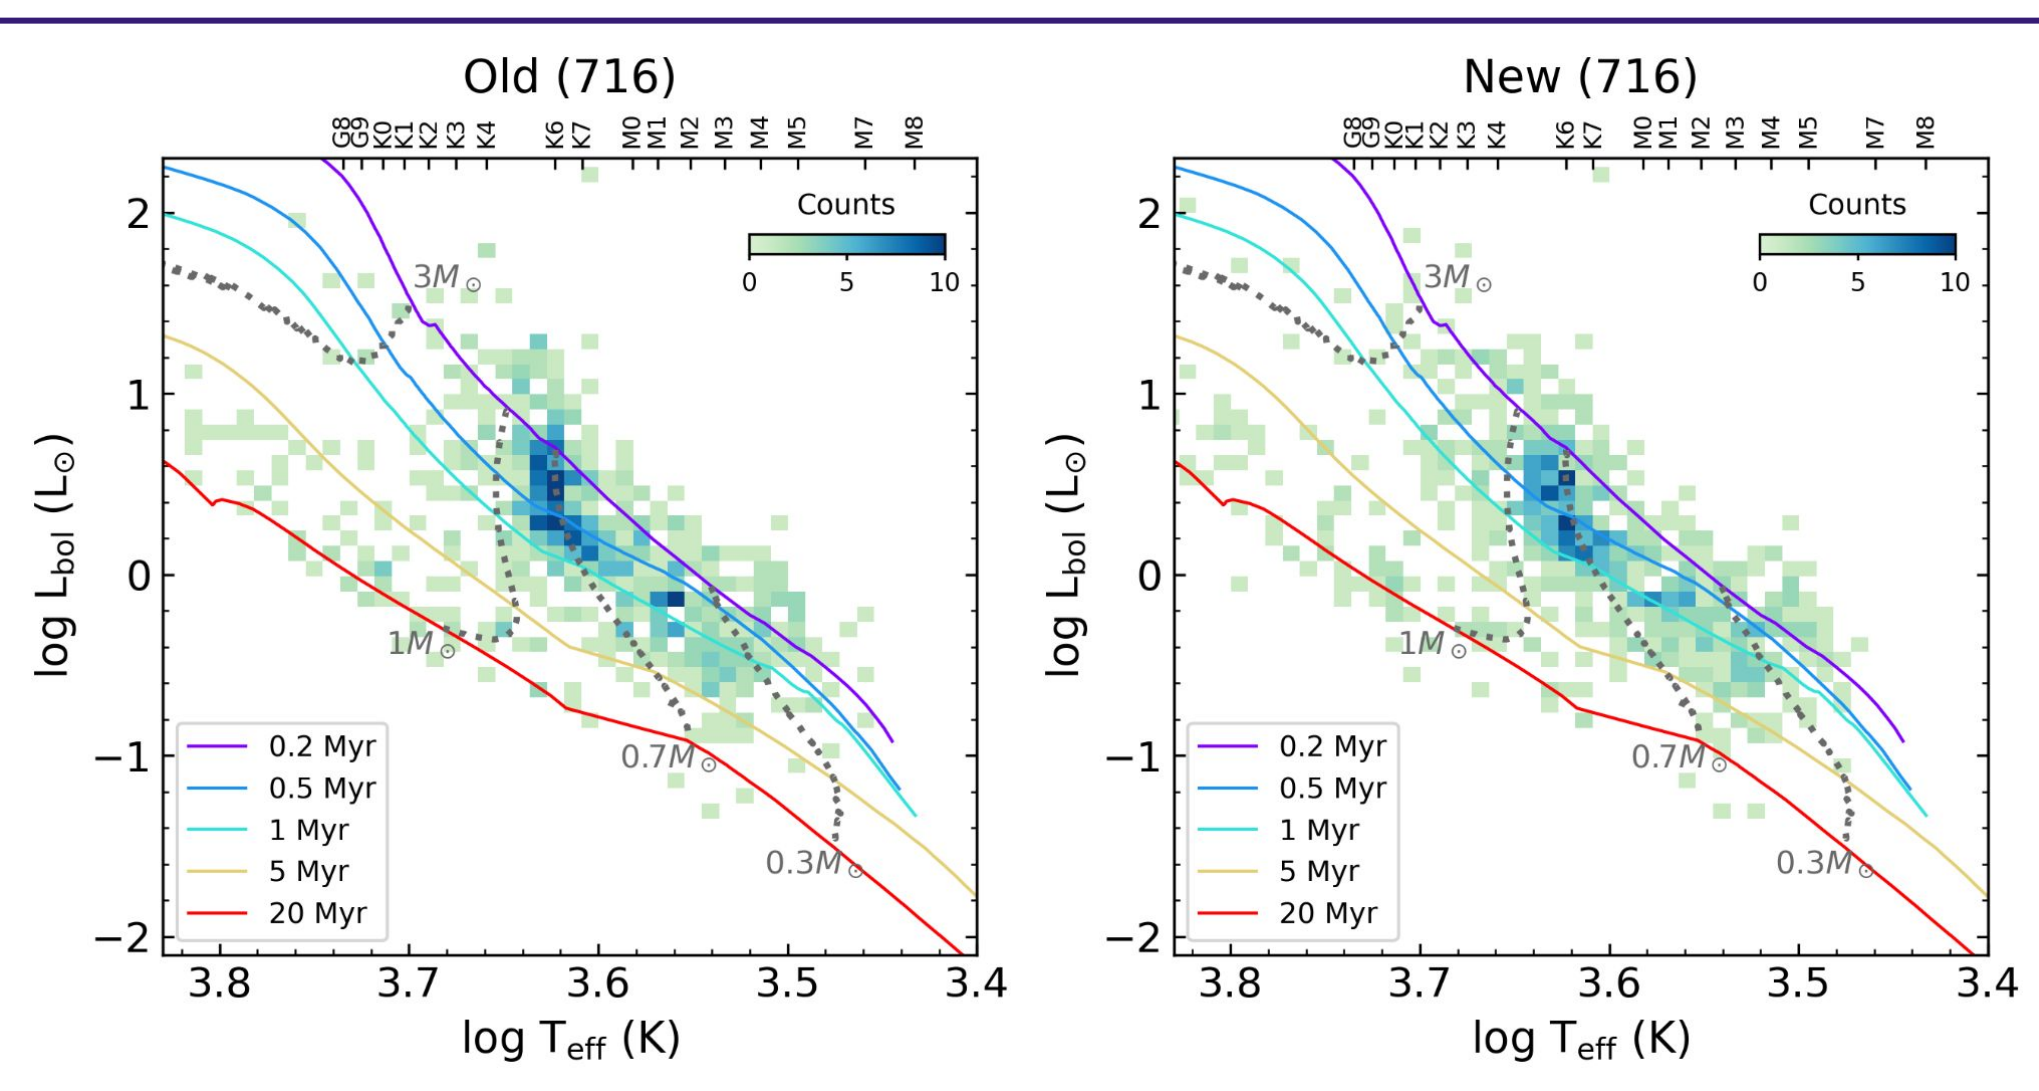 Old (716)
G8 G9 K0 K1 K2 K3 K4 K6 K7 M0 M1 M2 M3 M4 M5 M7 M8
Counts
0 5 10
3M⊙
1M⊙
0.7M⊙
0.3M⊙
0.2 Myr
0.5 Myr
1 Myr
5 Myr
20 Myr
2
1
0
−1
−2
log Lbol (L⊙)
3.8 3.7 3.6 3.5 3.4
log Teff (K)
New (716)
G8 G9 K0 K1 K2 K3 K4 K6 K7 M0 M1 M2 M3 M4 M5 M7 M8
Counts
0 5 10
3M⊙
1M⊙
0.7M⊙
0.3M⊙
0.2 Myr
0.5 Myr
1 Myr
5 Myr
20 Myr
2
1
0
−1
−2
log Lbol (L⊙)
3.8 3.7 3.6 3.5 3.4
log Teff (K)